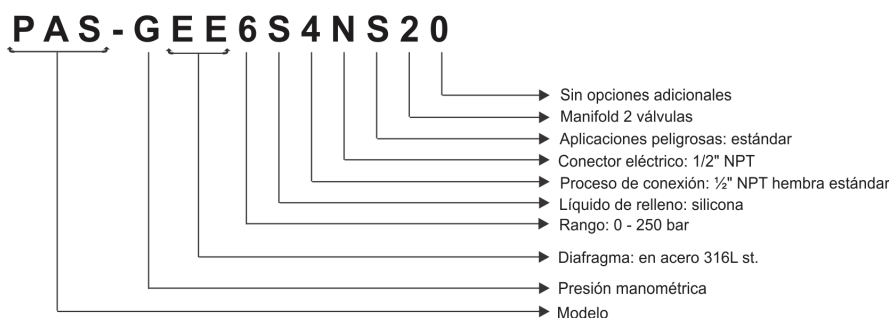 PAS-GEE6S4NS20
Sin opciones adicionales
Manifold 2 válvulas
Aplicaciones peligrosas: estándar
Conector eléctrico: 1/2" NPT
Proceso de conexión: ½" NPT hembra estándar
Líquido de relleno: silicona
Rango: 0 - 250 bar
Diafragma: en acero 316L st.
Presión manométrica
Modelo